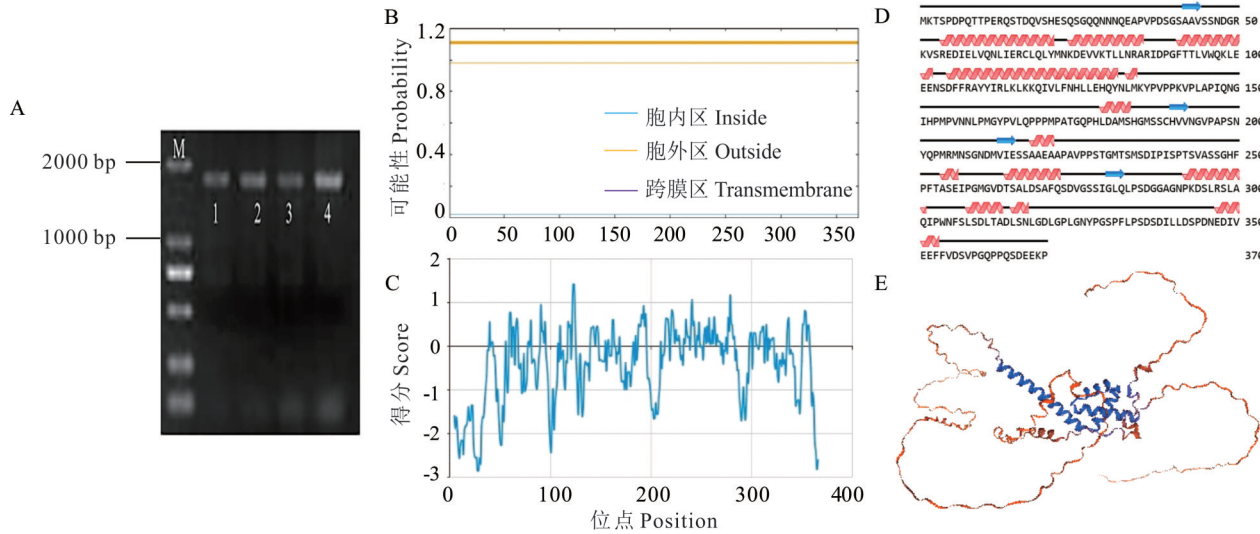 A
2000 bp
1000 bp
M
1
2
3
4
B
可能性 Probability
1.2
0.8
0.4
0
胞内区 Inside
胞外区 Outside
跨膜区 Transmembrane
0 50 100 150 200 250 300 350
C
得分 Score
2
1
0
-1
-2
-3
0 100 200 300 400
位点 Position
D
MKTSPDPQTTPERQSTDQVSHESQSGQQNNNQEAPVPDSGSAAVSSNDGR 50
KVSREDIELVQNLIERCLQLYMNKDEVVKTLLNRARIDPGFTTLVWQKLE 100
EENSDFFRAYYIRLKLKKQIVLFNHLLEHQYNLMKYPVPPKVPLAPIQNG 150
IHPMPVNNLPMGYPVLQPPPMPATGQPHLDAMSHGMSSCHVVNGVPAPSN 200
YQPMRMNSGNDMVIESSAAEAAPAVPPSTGMTSMSDIPISPTSVASSGHF 250
PFTASEIPGMGVDTSALDSAFQSDVGSSIGLQLPSDGGAGNPKDSLRSLA 300
QIPWNFSLSDLTADLSNLGDLGPLGNYPGSPFLPSDSDILLDSPDNEDIV 350
EEFFVDSVPGQPPQSDEEKP 370
E